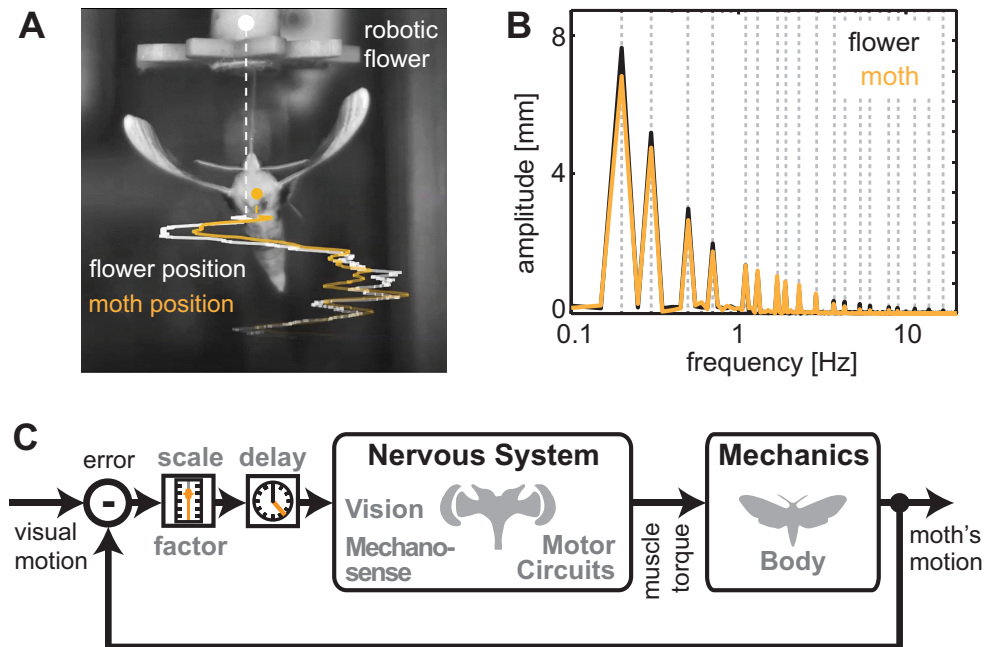 A
robotic
flower
flower position
moth position
B
flower
moth
amplitude [mm]
8
4
0
0.1
1
10
frequency [Hz]
C
error
-
visual
motion
scale
factor
delay
Nervous System
Vision
Mechano-
sense
Motor
Circuits
muscle
torque
Mechanics
Body
moth's
motion